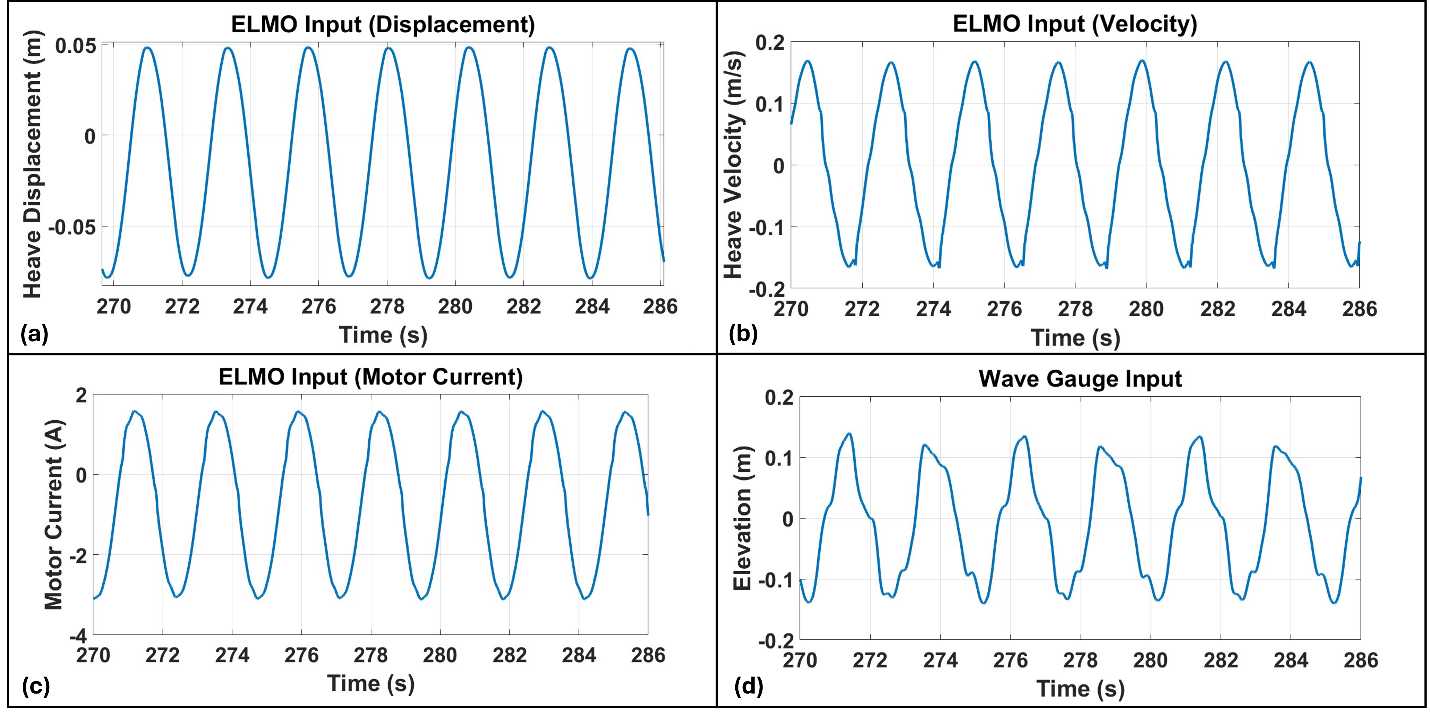 ELMO Input (Displacement)
Heave Displacement (m)
0.05
0
-0.05
270 272 274 276 278 280 282 284 286
Time (s)
(a)
ELMO Input (Velocity)
Heave Velocity (m/s)
0.2
0.1
0
-0.1
-0.2
270 272 274 276 278 280 282 284 286
Time (s)
(b)
ELMO Input (Motor Current)
Motor Current (A)
2
0
-2
-4
270 272 274 276 278 280 282 284 286
Time (s)
(c)
Wave Gauge Input
Elevation (m)
0.2
0.1
0
-0.1
-0.2
270 272 274 276 278 280 282 284 286
Time (s)
(d)